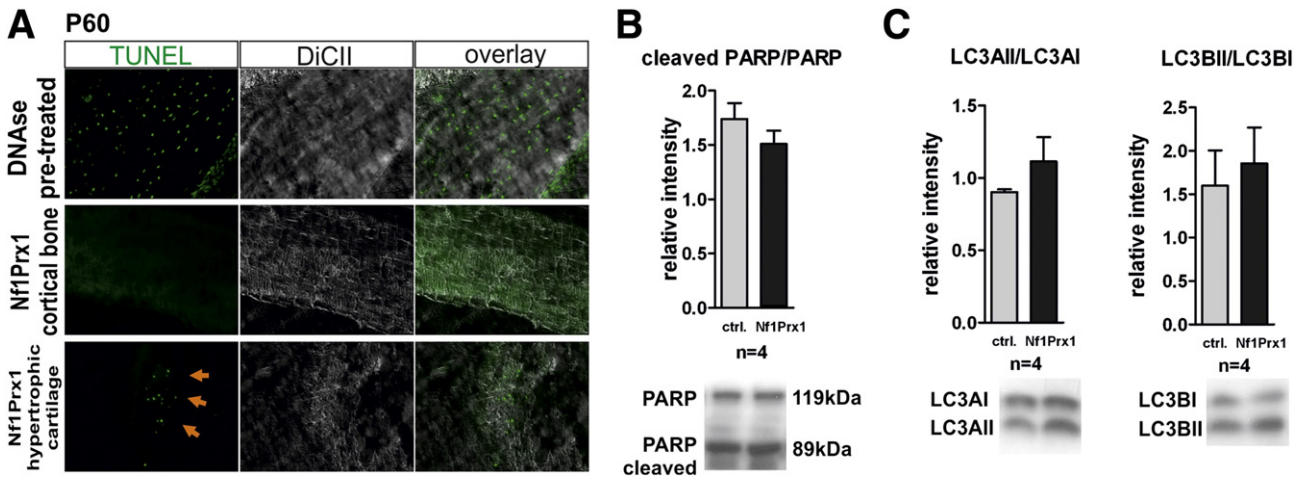 A
P60
TUNEL
DiCII
overlay
DNAse
pre-treated
Nf1Prx1
cortical bone
Nf1Prx1
hypertrophic
cartilage
B
cleaved PARP/PARP
relative intensity
2.0
1.5
1.0
1.5
0.0
ctrl. Nf1Prx1
n=4
PARP 119kDa
PARP
cleaved
89kDa
C
LC3AII/LC3AI
relative intensity
1.5
1.0
0.5
0.0
ctrl. Nf1Prx1
n=4
LC3AI
LC3AII
LC3BII/LC3BI
relative intensity
2.5
2.0
1.5
2.0
1.5
0.0
ctrl. Nf1Prx1
n=4
LC3BI
LC3BII